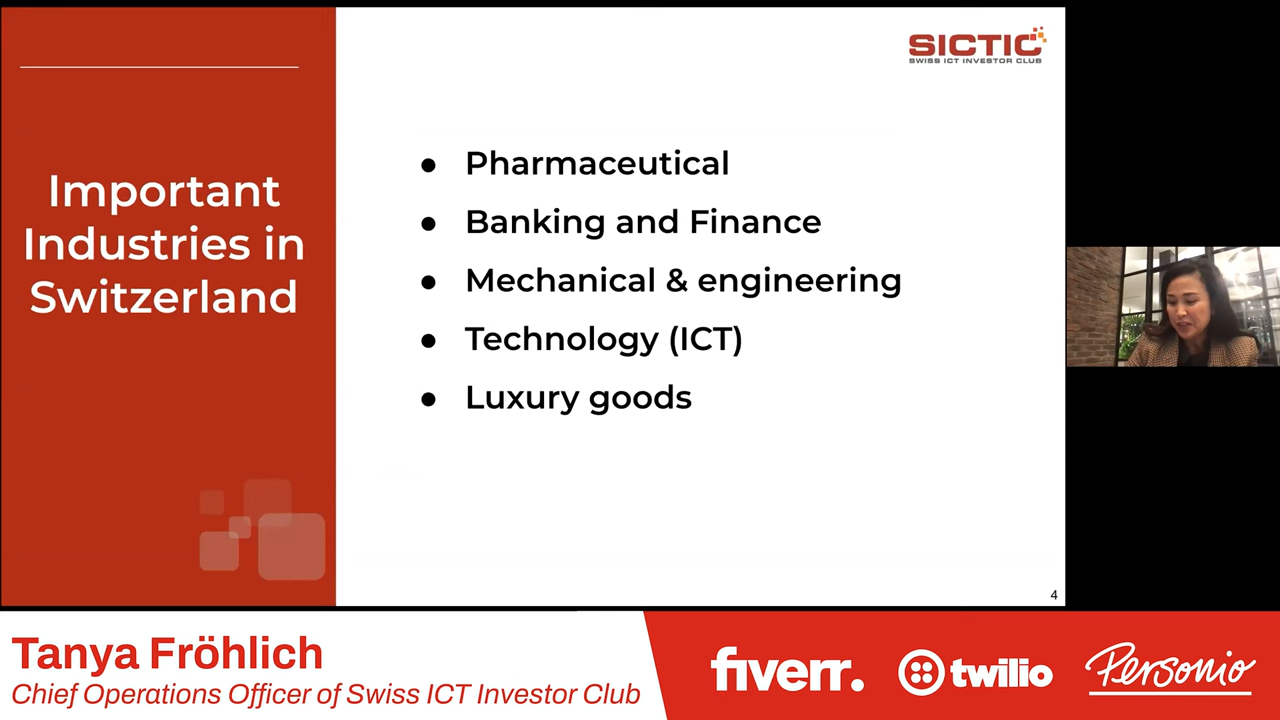 SICTIC
SWISS ICT INVESTOR CLUB
Important
Industries in
Switzerland
● Pharmaceutical
● Banking and Finance
● Mechanical & engineering
● Technology (ICT)
● Luxury goods
4
Tanya Fröhlich
Chief Operations Officer of Swiss ICT Investor Club
fiverr.
twilio
Personio